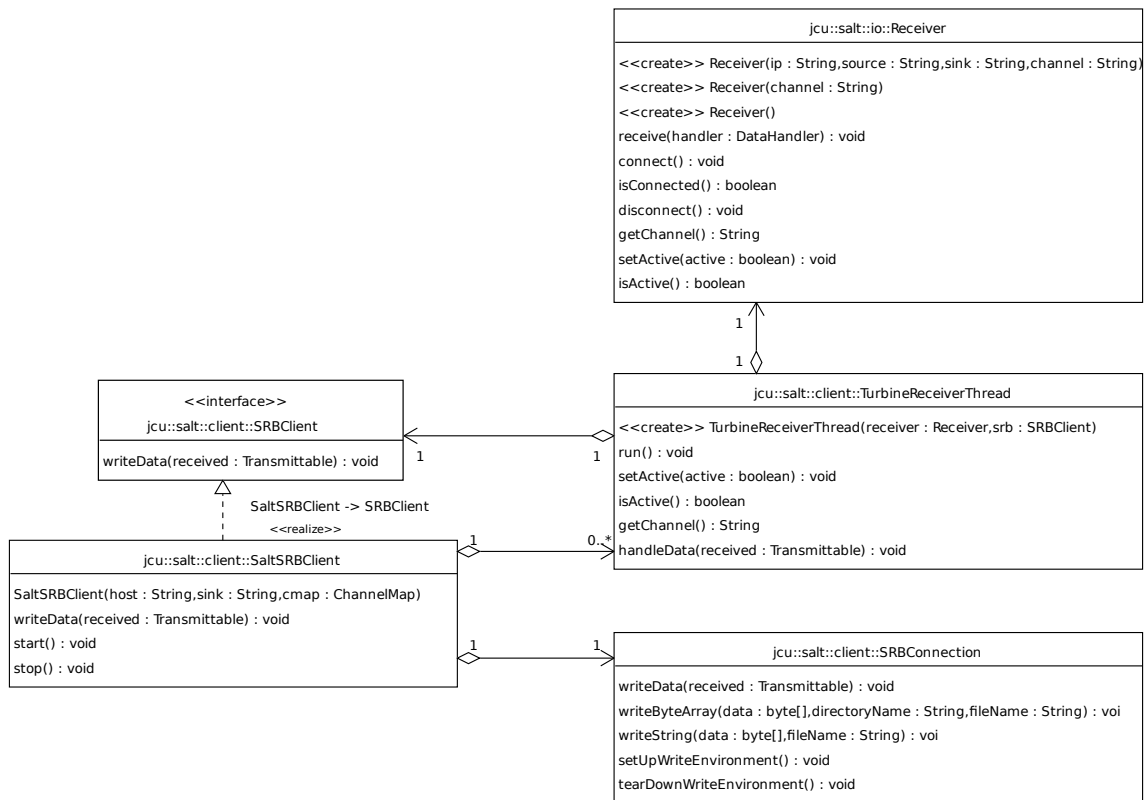 jcu::salt::io::Receiver
<<create>> Receiver(ip : String,source : String,sink : String,channel : String)
<<create>> Receiver(channel : String)
<<create>> Receiver()
receive(handler : DataHandler) : void
connect() : void
isConnected() : boolean
disconnect() : void
getChannel() : String
setActive(active : boolean) : void
isActive() : boolean
1
1
<<interface>>
jcu::salt::client::SRBClient
writeData(received : Transmittable) : void
1
1
jcu::salt::client::TurbineReceiverThread
<<create>> TurbineReceiverThread(receiver : Receiver,srb : SRBClient)
run() : void
setActive(active : boolean) : void
isActive() : boolean
getChannel() : String
handleData(received : Transmittable) : void
SaltSRBClient -> SRBClient
<<realize>>
1
0..*
jcu::salt::client::SaltSRBClient
SaltSRBClient(host : String,sink : String,cmap : ChannelMap)
writeData(received : Transmittable) : void
start() : void
stop() : void
1
1
jcu::salt::client::SRBConnection
writeData(received : Transmittable) : void
writeByteArray(data : byte[],directoryName : String,fileName : String) : voi
writeString(data : byte[],fileName : String) : voi
setUpWriteEnvironment() : void
tearDownWriteEnvironment() : void